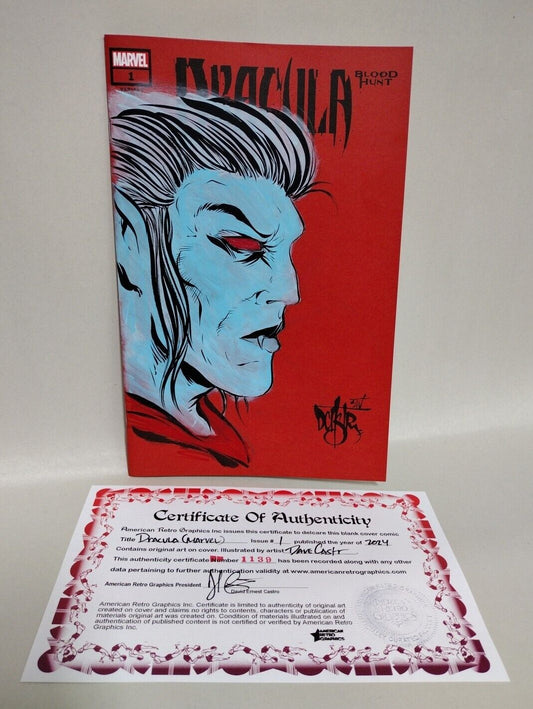 MARVEL
1
DRACULA
BLOOD
HUNT
Certificate Of Authenticity
American Retro Graphics Inc issues this certificate to delcare this blank cover comic
Title Dracula (Marvel) Issue # 1 published the year of 2024
Contains original art on cover. Illustrated by artist Dave Castr
This authenticity certificate Number 1139 has been recorded along with any other
data pertaining to further authentication validity at www.americanretrographics.com
American Retro Graphics President
David Ernest Castro
American Retro Graphics Inc. Certificate is limited to authenticity of original art
created on cover and claims no rights to contents, characters or publication of
materials original art was created on. Condition of materials illustrated on and
authentication of published content is not certified or verified by American Retro
Graphics Inc.
AMERICAN
RETRO
GRAPHICS